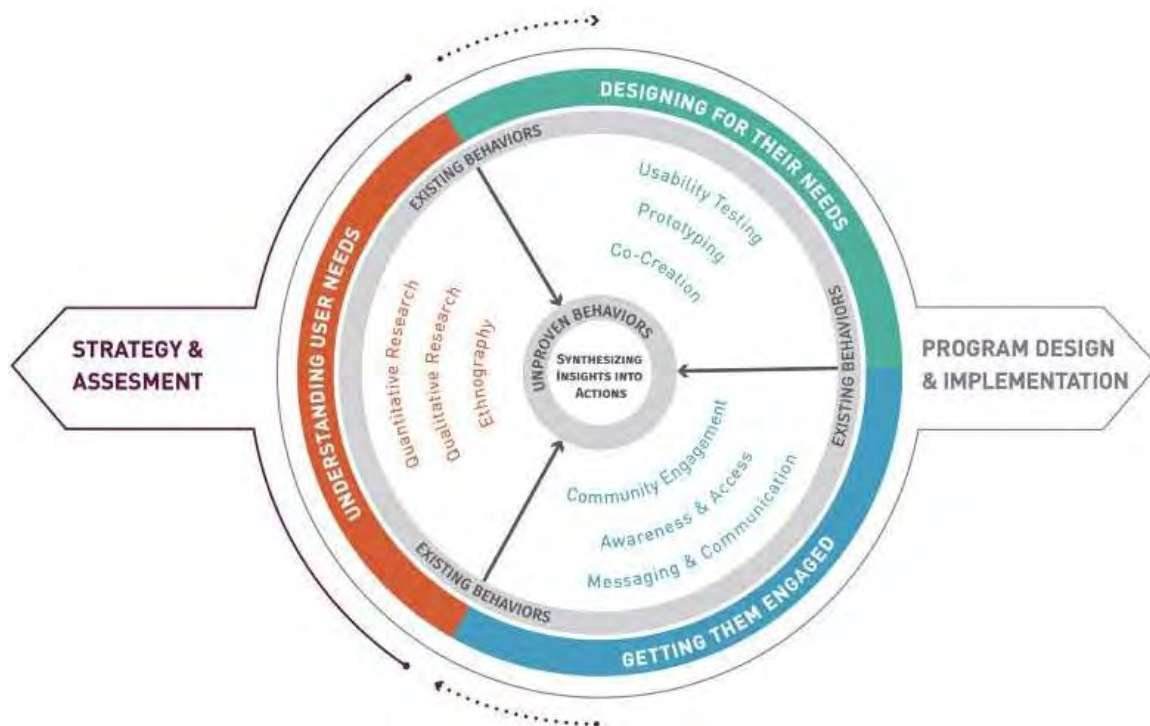 DESIGNING FOR THEIR NEEDS
EXISTING BEHAVIORS
Usability Testing
Prototyping
Co-Creation
UNDERSTANDING USER NEEDS
Quantitative Research
Qualitative Research
Ethnography
UNPROVEN BEHAVIORS
SYNTHESIZING
INSIGHTS INTO
ACTIONS
EXISTING BEHAVIORS
STRATEGY &
ASSESMENT
PROGRAM DESIGN
& IMPLEMENTATION
Community Engagement
Awareness & Access
Messaging & Communication
EXISTING BEHAVIORS
GETTING THEM ENGAGED